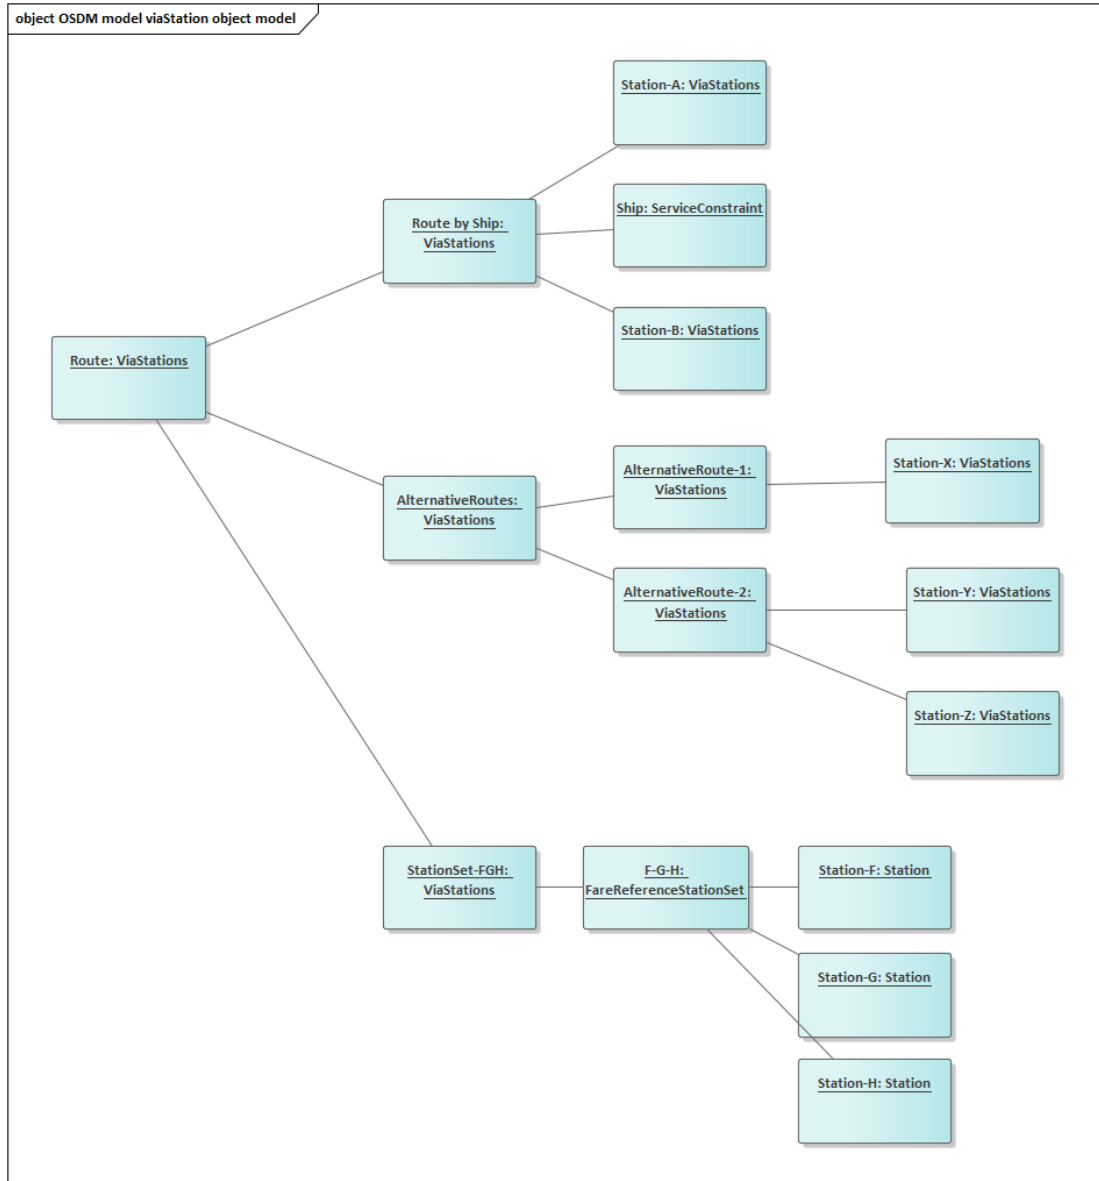 object OSDM model viaStation object model
Station-A: ViaStations
Route by Ship:
ViaStations
Ship: ServiceConstraint
Station-B: ViaStations
Route: ViaStations
AlternativeRoutes:
ViaStations
AlternativeRoute-1:
ViaStations
Station-X: ViaStations
AlternativeRoute-2:
ViaStations
Station-Y: ViaStations
Station-Z: ViaStations
StationSet-FGH:
ViaStations
F-G-H:
FareReferenceStationSet
Station-F: Station
Station-G: Station
Station-H: Station